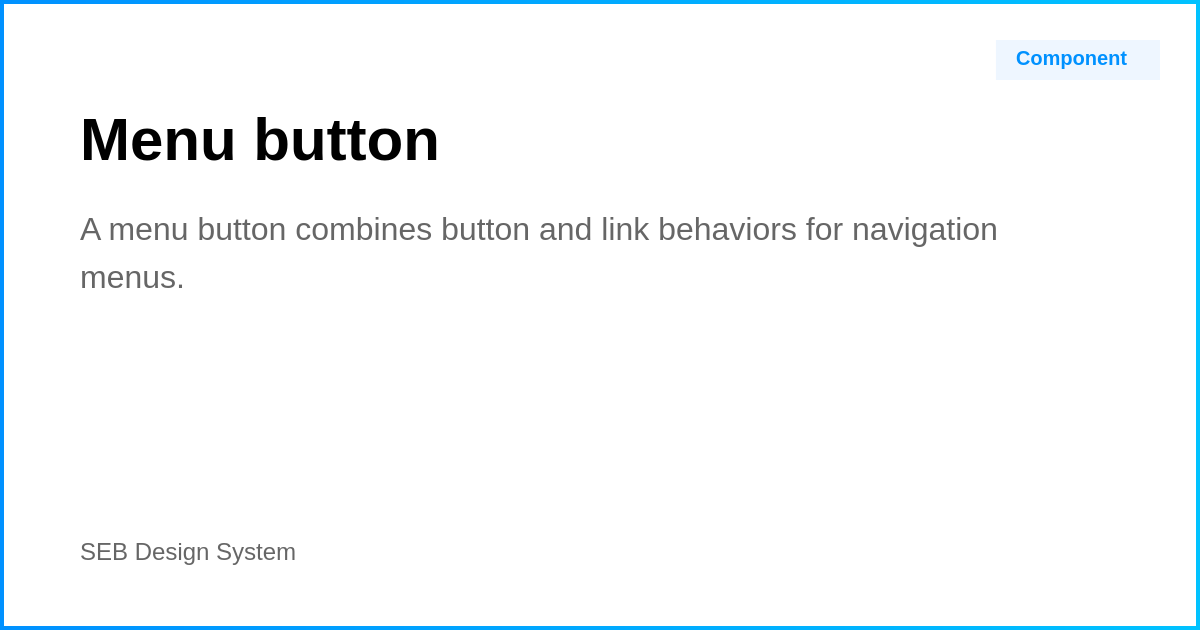 Component
Menu button
A menu button combines button and link behaviors for navigation
menus.
SEB Design System